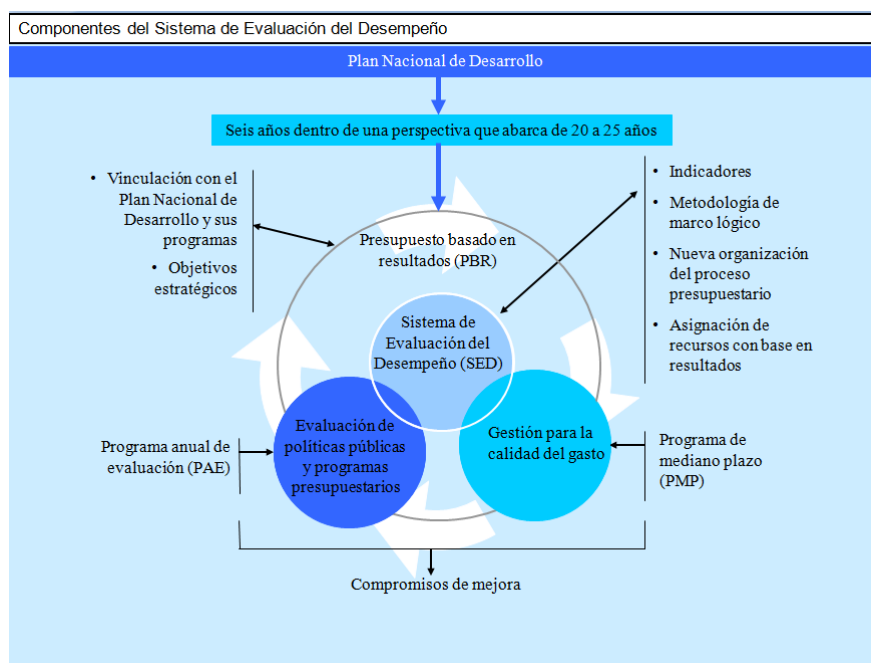 Componentes del Sistema de Evaluación del Desempeño
Plan Nacional de Desarrollo
Seis años dentro de una perspectiva que abarca de 20 a 25 años
• Vinculación con el
Plan Nacional de
Desarrollo y sus
programas
• Objetivos
estratégicos
Presupuesto basado en
resultados (PBR)
• Indicadores
• Metodología de
marco lógico
• Nueva organización
del proceso
presupuestario
• Asignación de
recursos con base en
resultados
Sistema de
Evaluación del
Desempeño (SED)
Evaluación de
políticas públicas
y programas
presupuestarios
Gestión para la
calidad del gasto
Programa anual de
evaluación (PAE)
Programa de
mediano plazo
(PMP)
Compromisos de mejora